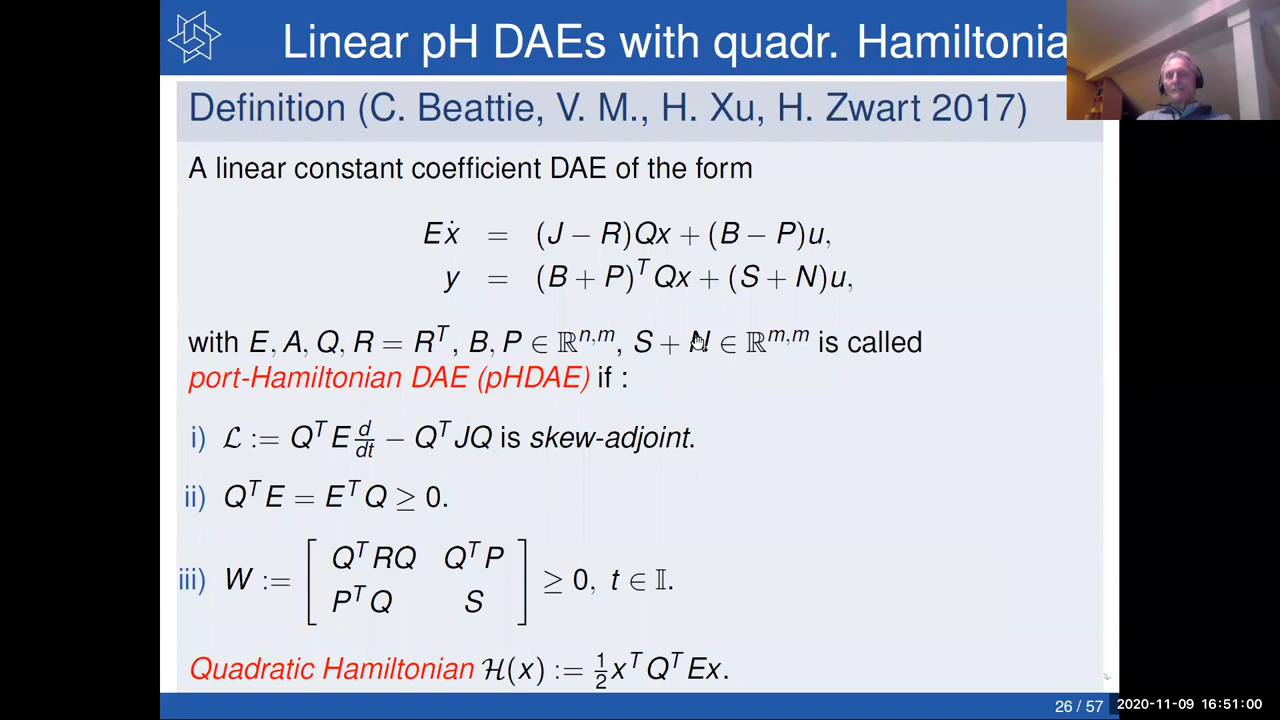 Linear pH DAEs with quadr. Hamiltonia
Definition (C. Beattie, V. M., H. Xu, H. Zwart 2017)
A linear constant coefficient DAE of the form
Eẋ = (J − R)Qx + (B − P)u,
y = (B + P)^T Qx + (S + N)u,
with E, A, Q, R = R^T, B, P ∈ ℝ^{n,m}, S + N ∈ ℝ^{m,m} is called
port-Hamiltonian DAE (pHDAE) if :
i) ℒ := Q^T E d/dt − Q^T JQ is skew-adjoint.
ii) Q^T E = E^T Q ≥ 0.
iii) W := [ Q^T RQ Q^T P ; P^T Q S ] ≥ 0, t ∈ 𝕀.
Quadratic Hamiltonian ℋ(x) := ½ x^T Q^T Ex.
26 / 57
2020-11-09 16:51:00